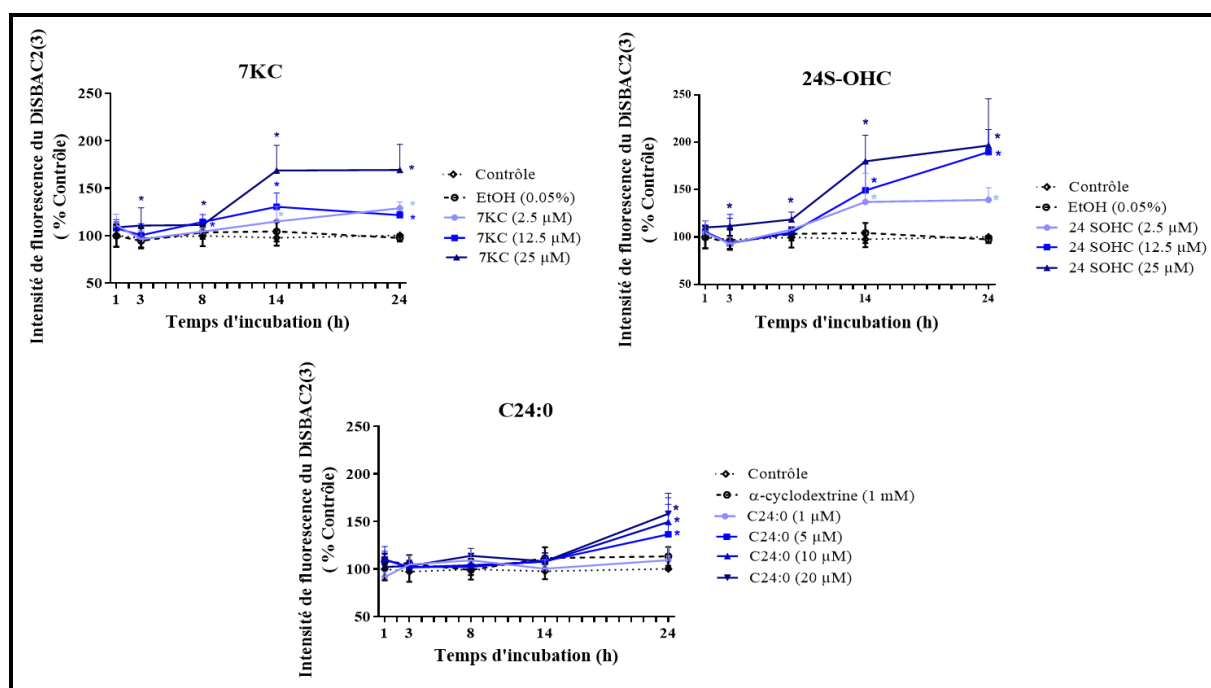 7KC
Intensité de fluorescence du DiSBAC2(3)
( % Contrôle)
250
200
150
100
50
* * * * * * * *
1 3 8 14 24
Temps d'incubation (h)
Contrôle
EtOH (0.05%)
7KC (2.5 µM)
7KC (12.5 µM)
7KC (25 µM)
24S-OHC
Intensité de fluorescence du DiSBAC2(3)
( % Contrôle)
250
200
150
100
50
* * * * * * * *
1 3 8 14 24
Temps d'incubation (h)
Contrôle
EtOH (0.05%)
24 SOHC (2.5 µM)
24 SOHC (12.5 µM)
24 SOHC (25 µM)
C24:0
Intensité de fluorescence du DiSBAC2(3)
( % Contrôle)
250
200
150
100
50
* * *
1 3 8 14 24
Temps d'incubation (h)
Contrôle
α-cyclodextrine (1 mM)
C24:0 (1 µM)
C24:0 (5 µM)
C24:0 (10 µM)
C24:0 (20 µM)